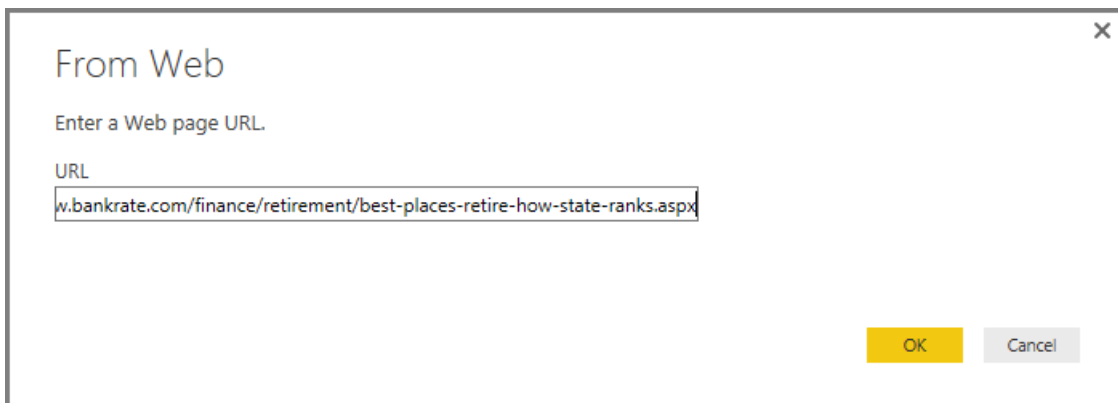 From Web
Enter a Web page URL.
URL
w.bankrate.com/finance/retirement/best-places-retire-how-state-ranks.aspx
OK Cancel